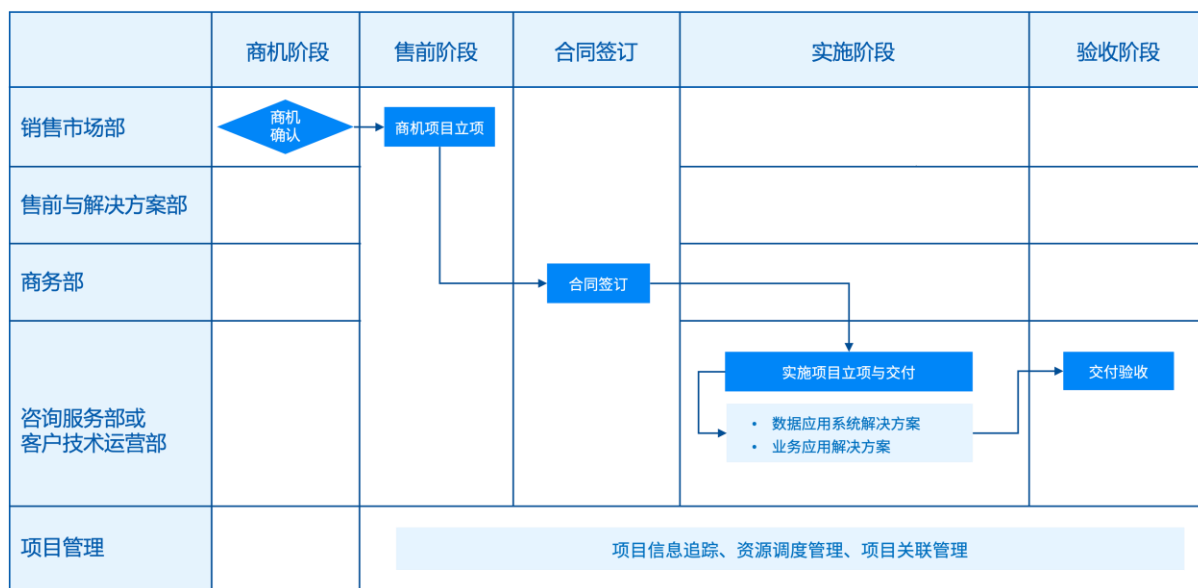 商机阶段
售前阶段
合同签订
实施阶段
验收阶段
销售市场部
商机
确认
商机项目立项
售前与解决方案部
商务部
合同签订
咨询服务部或
客户技术运营部
实施项目立项与交付
交付验收
• 数据应用系统解决方案
• 业务应用解决方案
项目管理
项目信息追踪、资源调度管理、项目关联管理